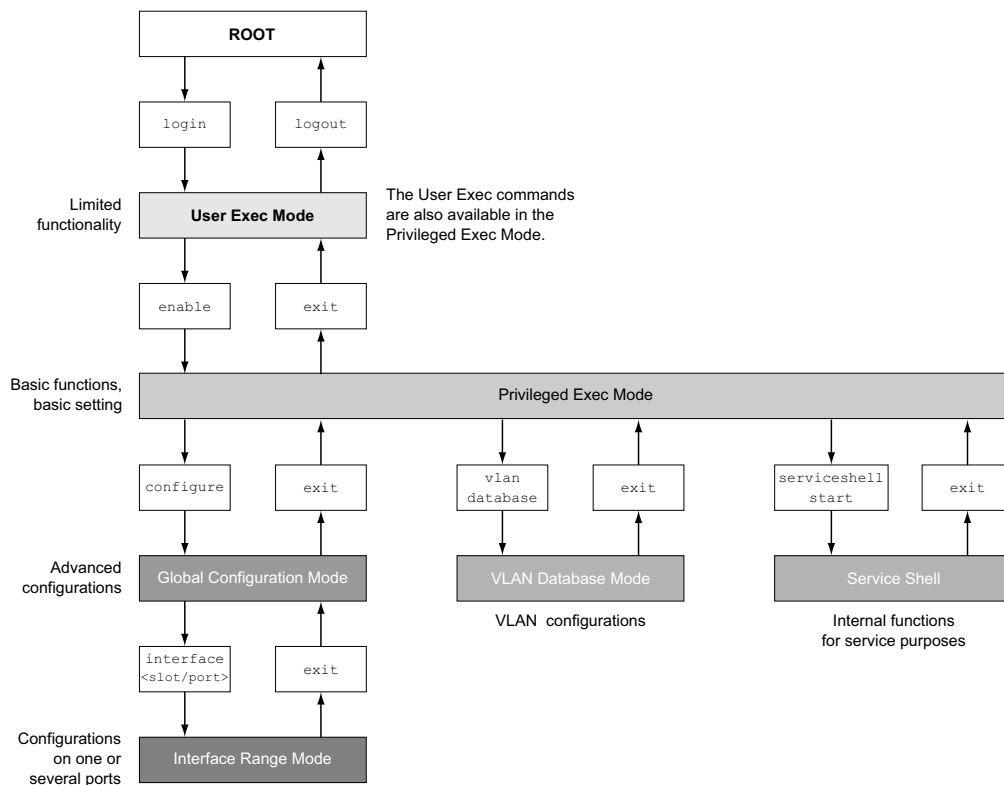 ROOT
login
logout
Limited
functionality
User Exec Mode
The User Exec commands
are also available in the
Privileged Exec Mode.
enable
exit
Basic functions,
basic setting
Privileged Exec Mode
configure
exit
vlan
database
exit
serviceshell
start
exit
Advanced
configurations
Global Configuration Mode
VLAN Database Mode
Service Shell
VLAN configurations
Internal functions
for service purposes
interface
<slot/port>
exit
Configurations
on one or
several ports
Interface Range Mode